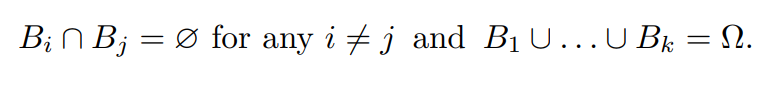 Bᵢ ∩ Bⱼ = ∅ for any i ≠ j and B₁ ∪ . . . ∪ Bₖ = Ω.